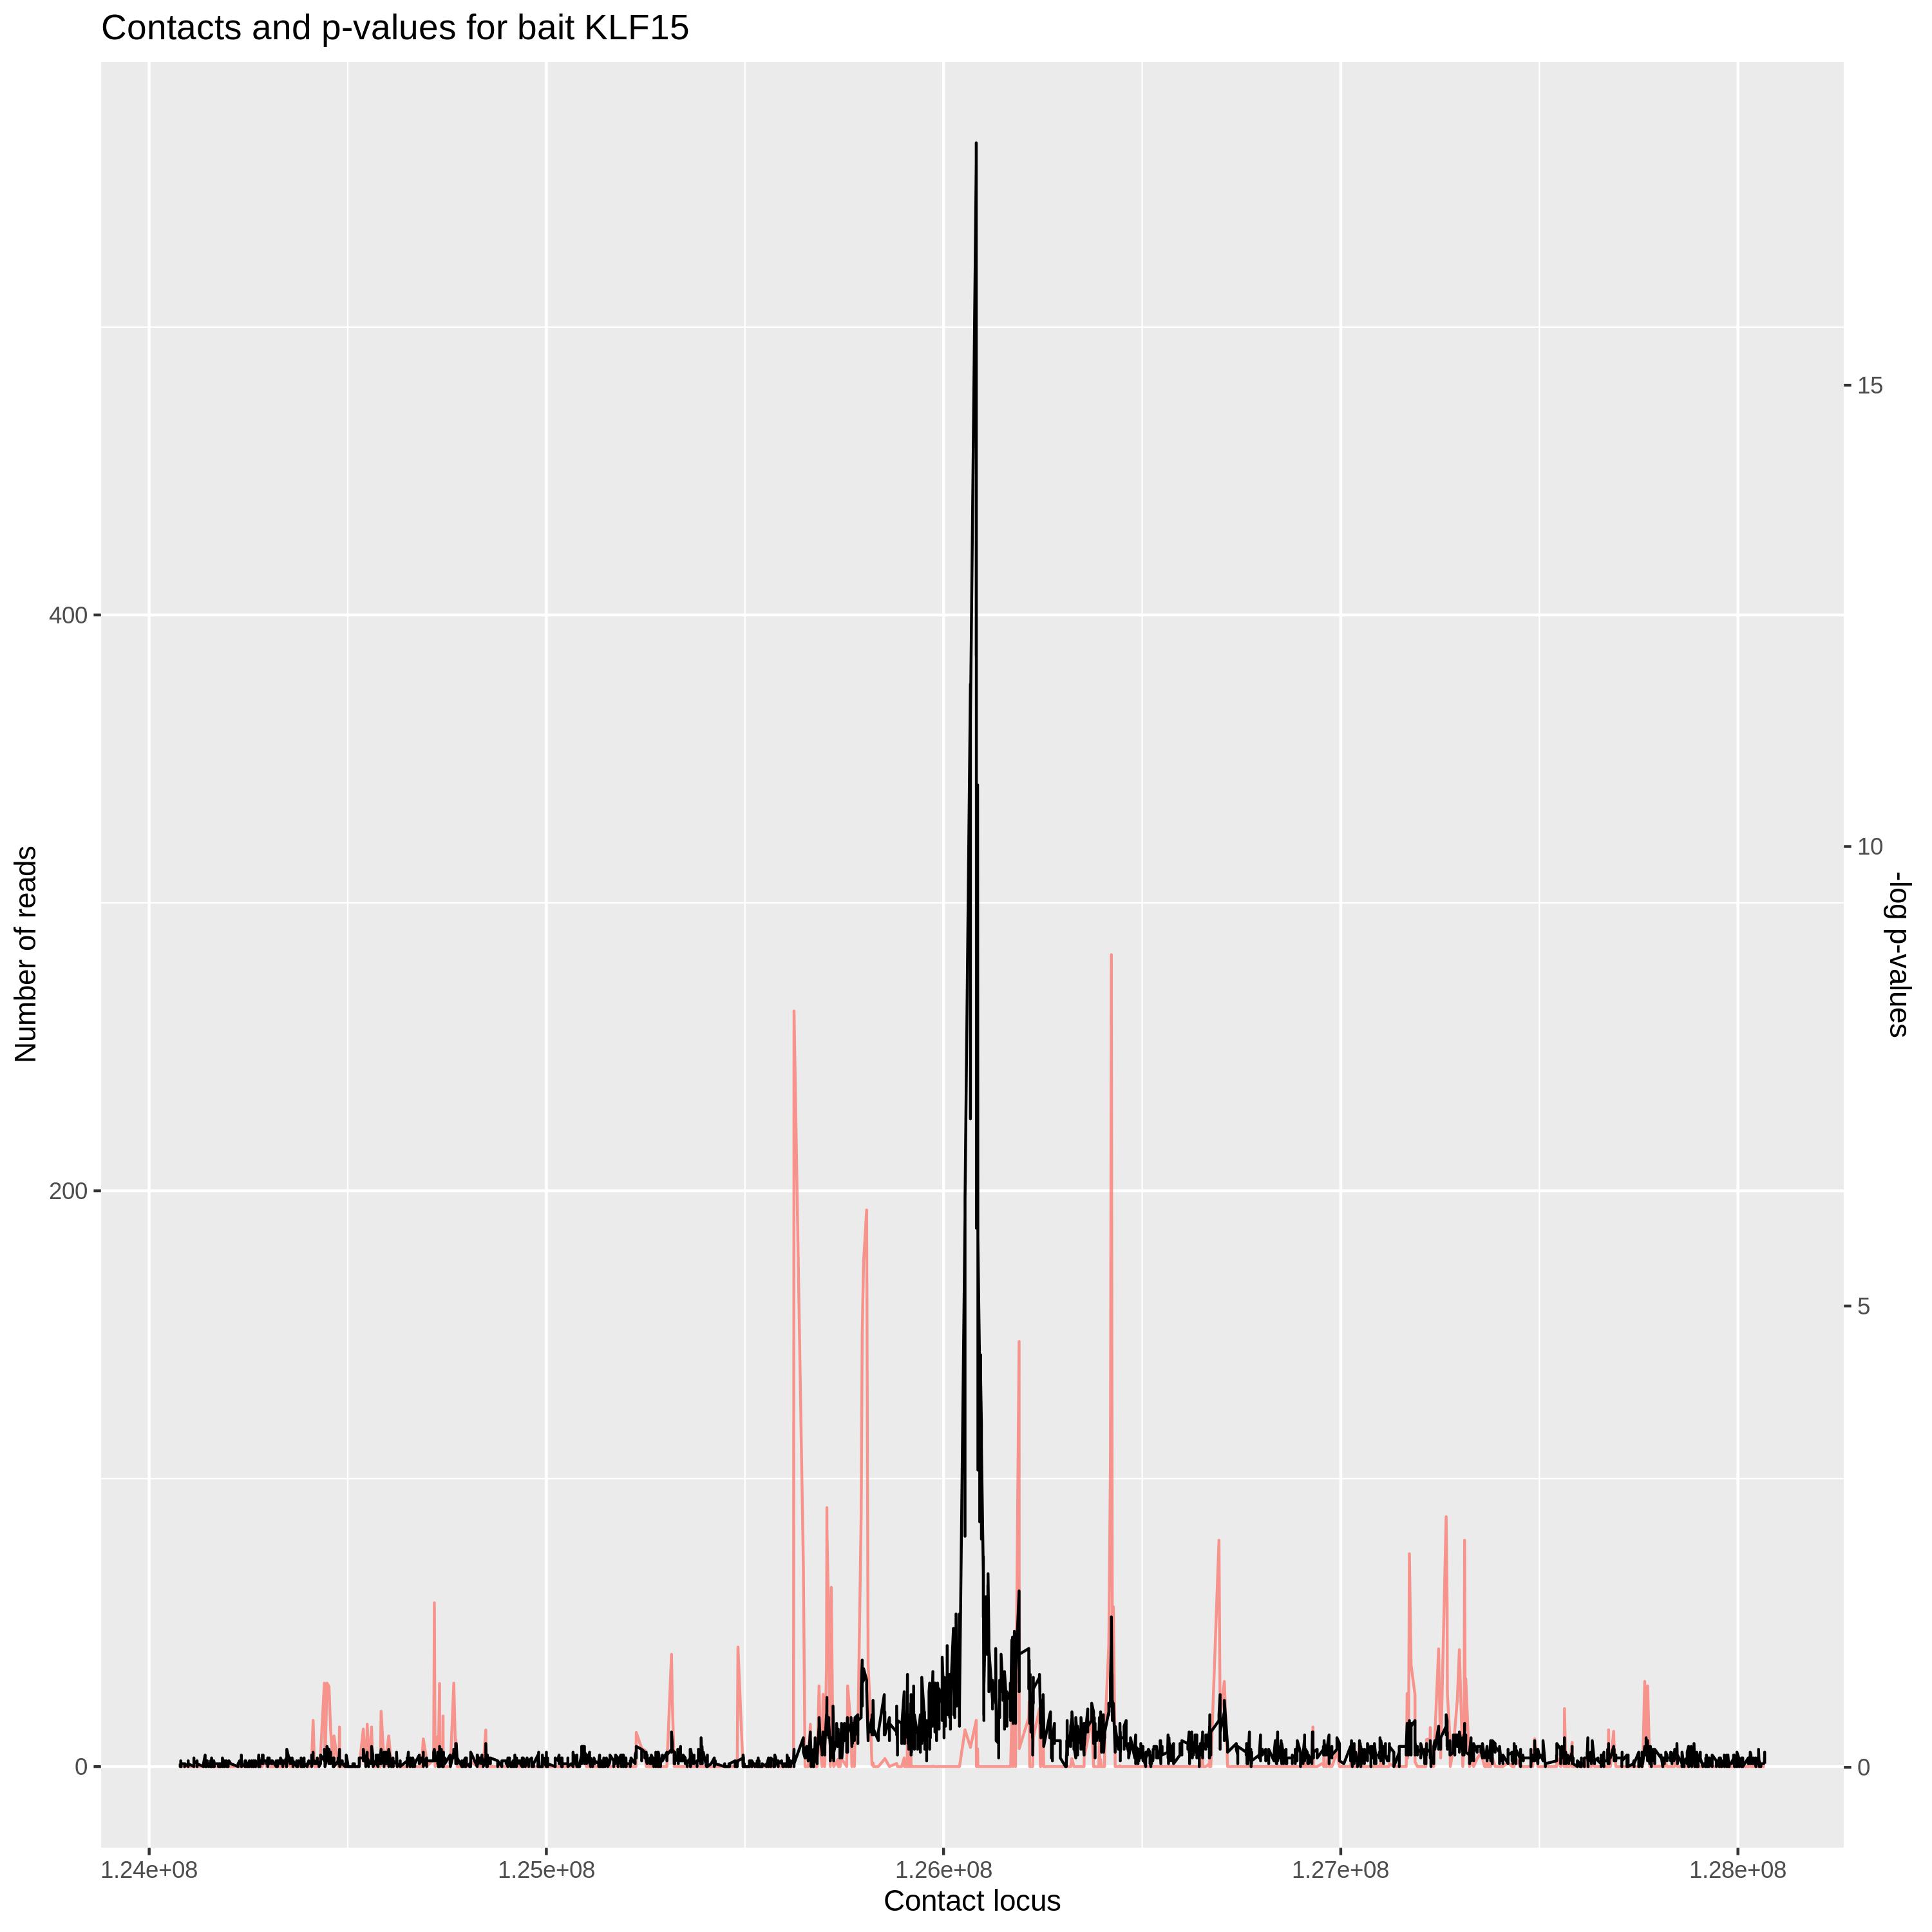 Contacts and p-values for bait KLF15
Number of reads
400
200
0
15
10
5
0
-log p-values
1.24e+08 1.25e+08 1.26e+08 1.27e+08 1.28e+08
Contact locus